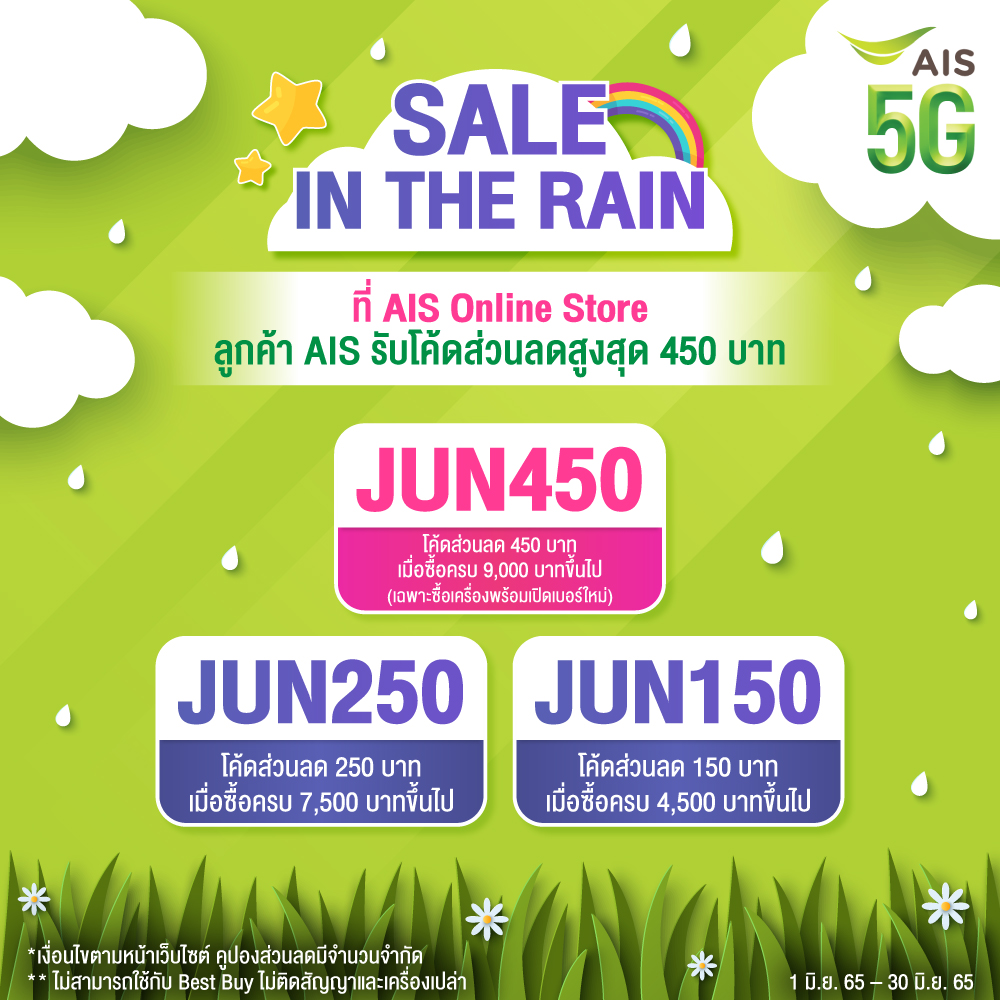 AIS
5G
SALE
IN THE RAIN
ที่ AIS Online Store
ลูกค้า AIS รับโค้ดส่วนลดสูงสุด 450 บาท
JUN450
โค้ดส่วนลด 450 บาท
เมื่อซื้อครบ 9,000 บาทขึ้นไป
(เฉพาะซื้อเครื่องพร้อมเปิดเบอร์ใหม่)
JUN250
โค้ดส่วนลด 250 บาท
เมื่อซื้อครบ 7,500 บาทขึ้นไป
JUN150
โค้ดส่วนลด 150 บาท
เมื่อซื้อครบ 4,500 บาทขึ้นไป
*เงื่อนไขตามหน้าเว็บไซต์ คูปองส่วนลดมีจำนวนจำกัด
** ไม่สามารถใช้กับ Best Buy ไม่ติดสัญญาและเครื่องเปล่า
1 มิ.ย. 65 – 30 มิ.ย. 65